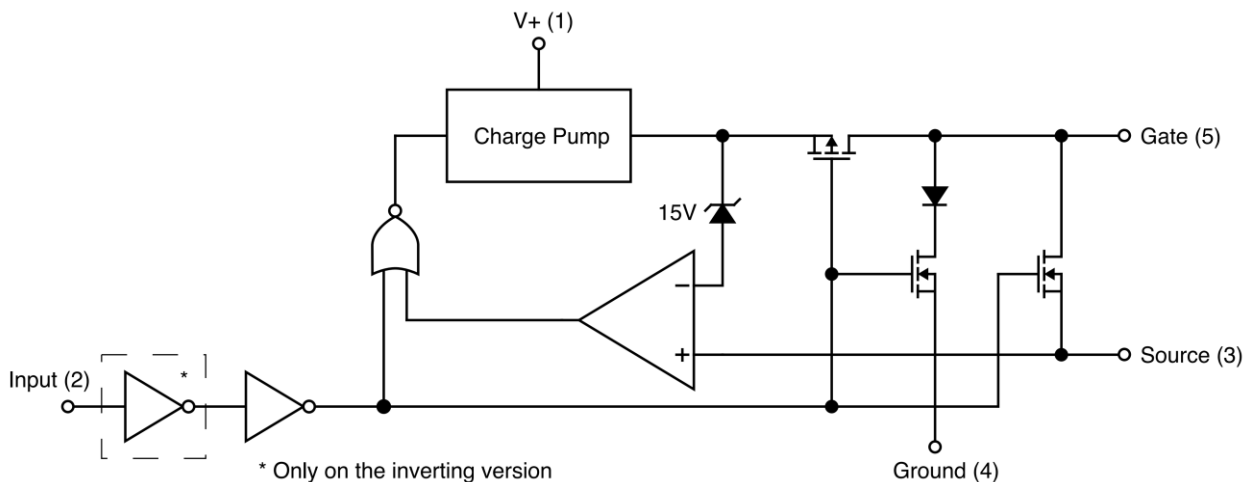 V+ (1)
Charge Pump
Gate (5)
15V
−
+
Source (3)
Input (2)
*
Ground (4)
* Only on the inverting version